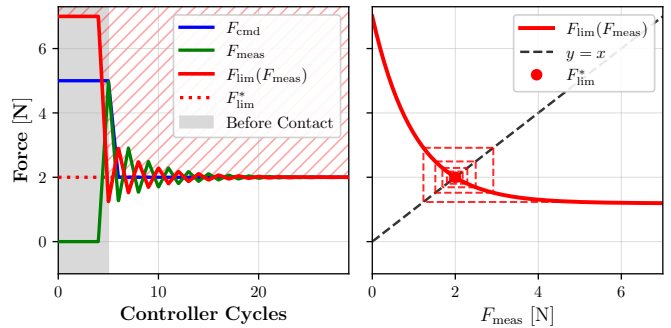 F_cmd
F_meas
F_lim(F_meas)
F*_lim
Before Contact
Force [N]
6
4
2
0
0
10
20
Controller Cycles
F_lim(F_meas)
y = x
F*_lim
0
2
4
6
F_meas [N]